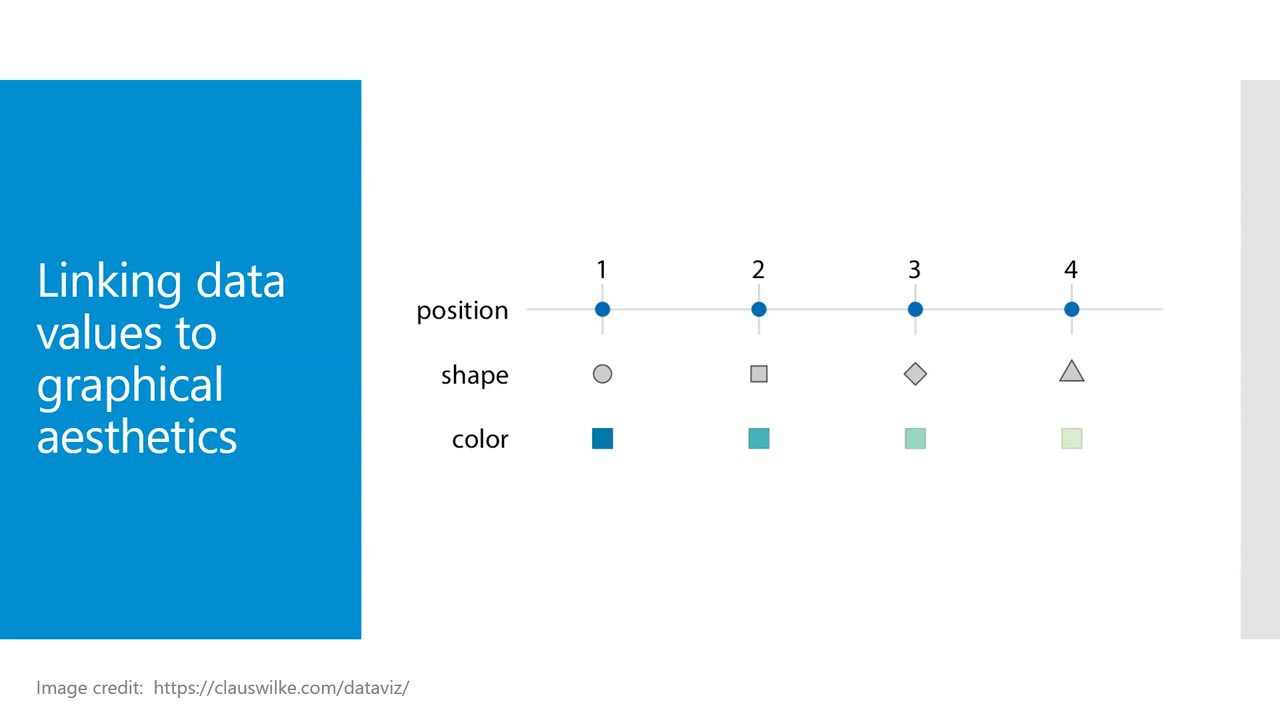 Linking data
values to
graphical
aesthetics
1 2 3 4
position
shape
color
Image credit: https://clauswilke.com/dataviz/